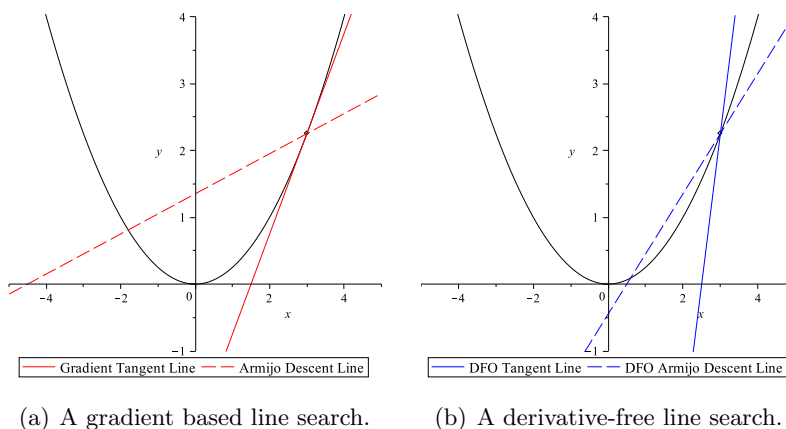 4
3
y
2
1
−4
−2
0
2
4
x
−1
Gradient Tangent Line
Armijo Descent Line
(a) A gradient based line search.
4
3
y
2
1
−4
−2
0
2
4
x
−1
DFO Tangent Line
DFO Armijo Descent Line
(b) A derivative-free line search.